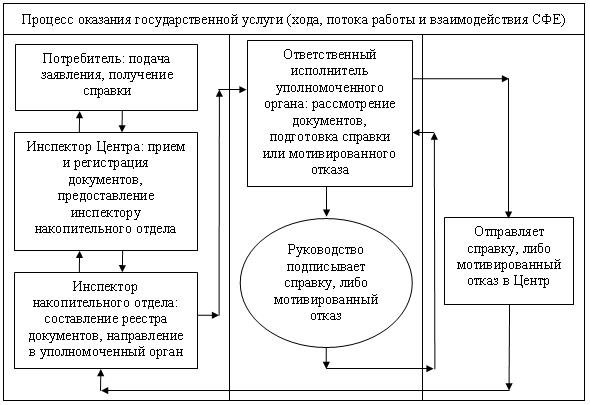 Процесс оказания государственной услуги (хода, потока работы и взаимодействия СФЕ)
Потребитель: подача
заявления, получение
справки
Инспектор Центра: прием
и регистрация
документов,
предоставление
инспектору
накопительного отдела
Инспектор
накопительного отдела:
составление реестра
документов, направление
в уполномоченный орган
Ответственный
исполнитель
уполномоченного
органа: рассмотрение
документов,
подготовка справки
или мотивированного
отказа
Руководство
подписывает
справку, либо
мотивированный
отказ
Отправляет
справку, либо
мотивированный
отказ в Центр